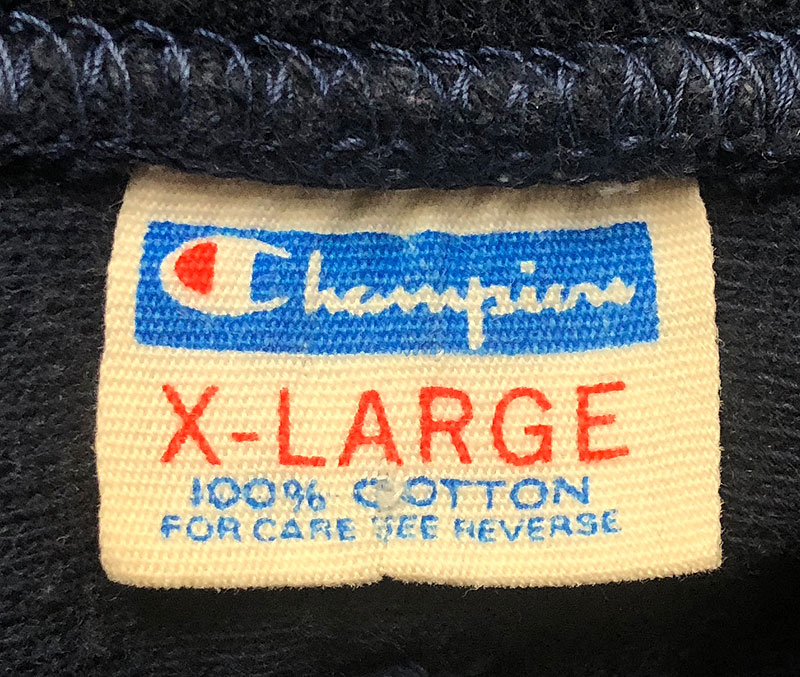 Champion
X-LARGE
100% COTTON
FOR CARE SEE REVERSE